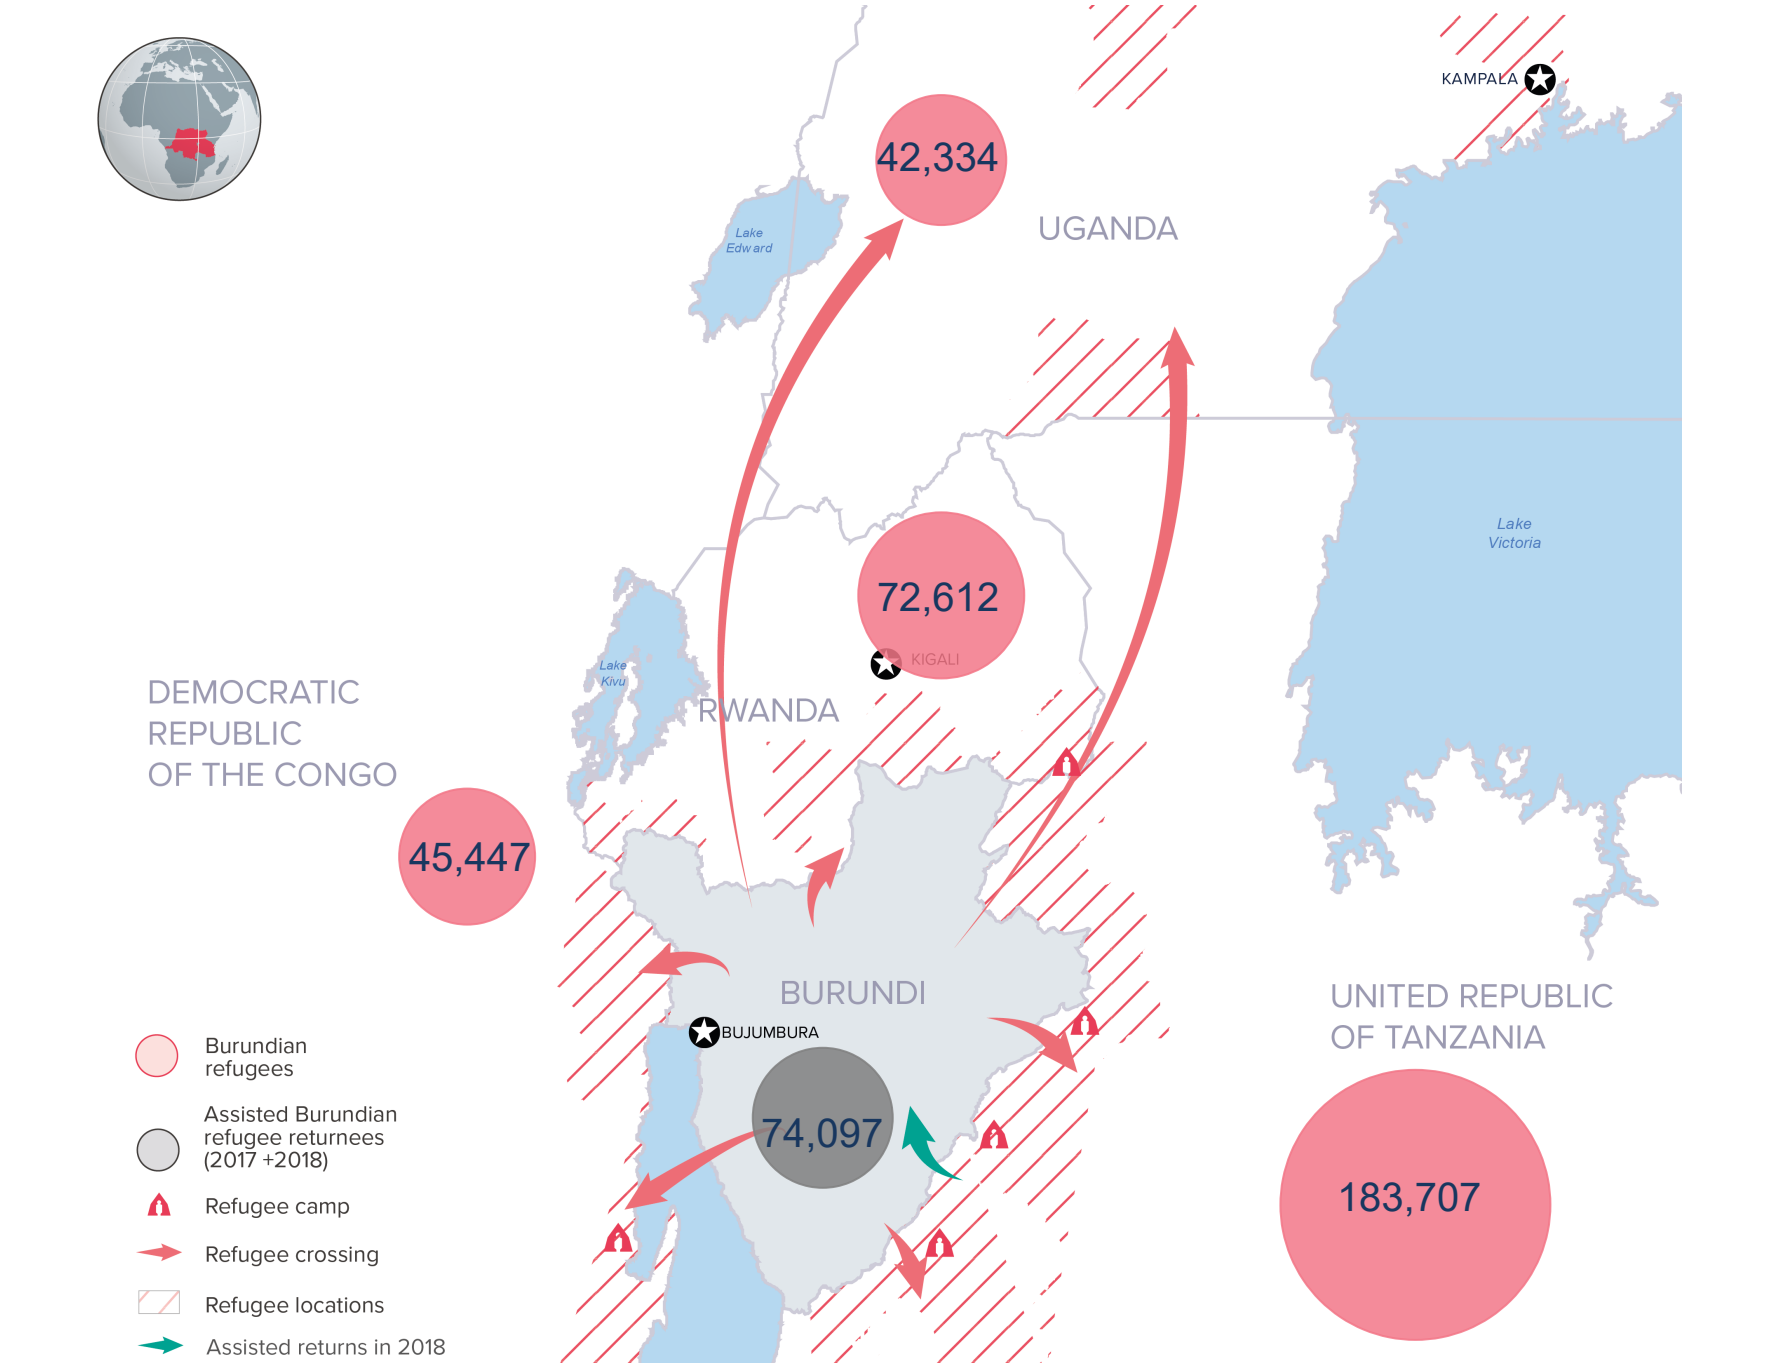 KAMPALA
42,334
UGANDA
Lake
Edward
Lake
Victoria
72,612
KIGALI
Lake
Kivu
RWANDA
DEMOCRATIC
REPUBLIC
OF THE CONGO
45,447
BURUNDI
UNITED REPUBLIC
OF TANZANIA
BUJUMBURA
74,097
183,707
Burundian
refugees
Assisted Burundian
refugee returnees
(2017 +2018)
Refugee camp
Refugee crossing
Refugee locations
Assisted returns in 2018